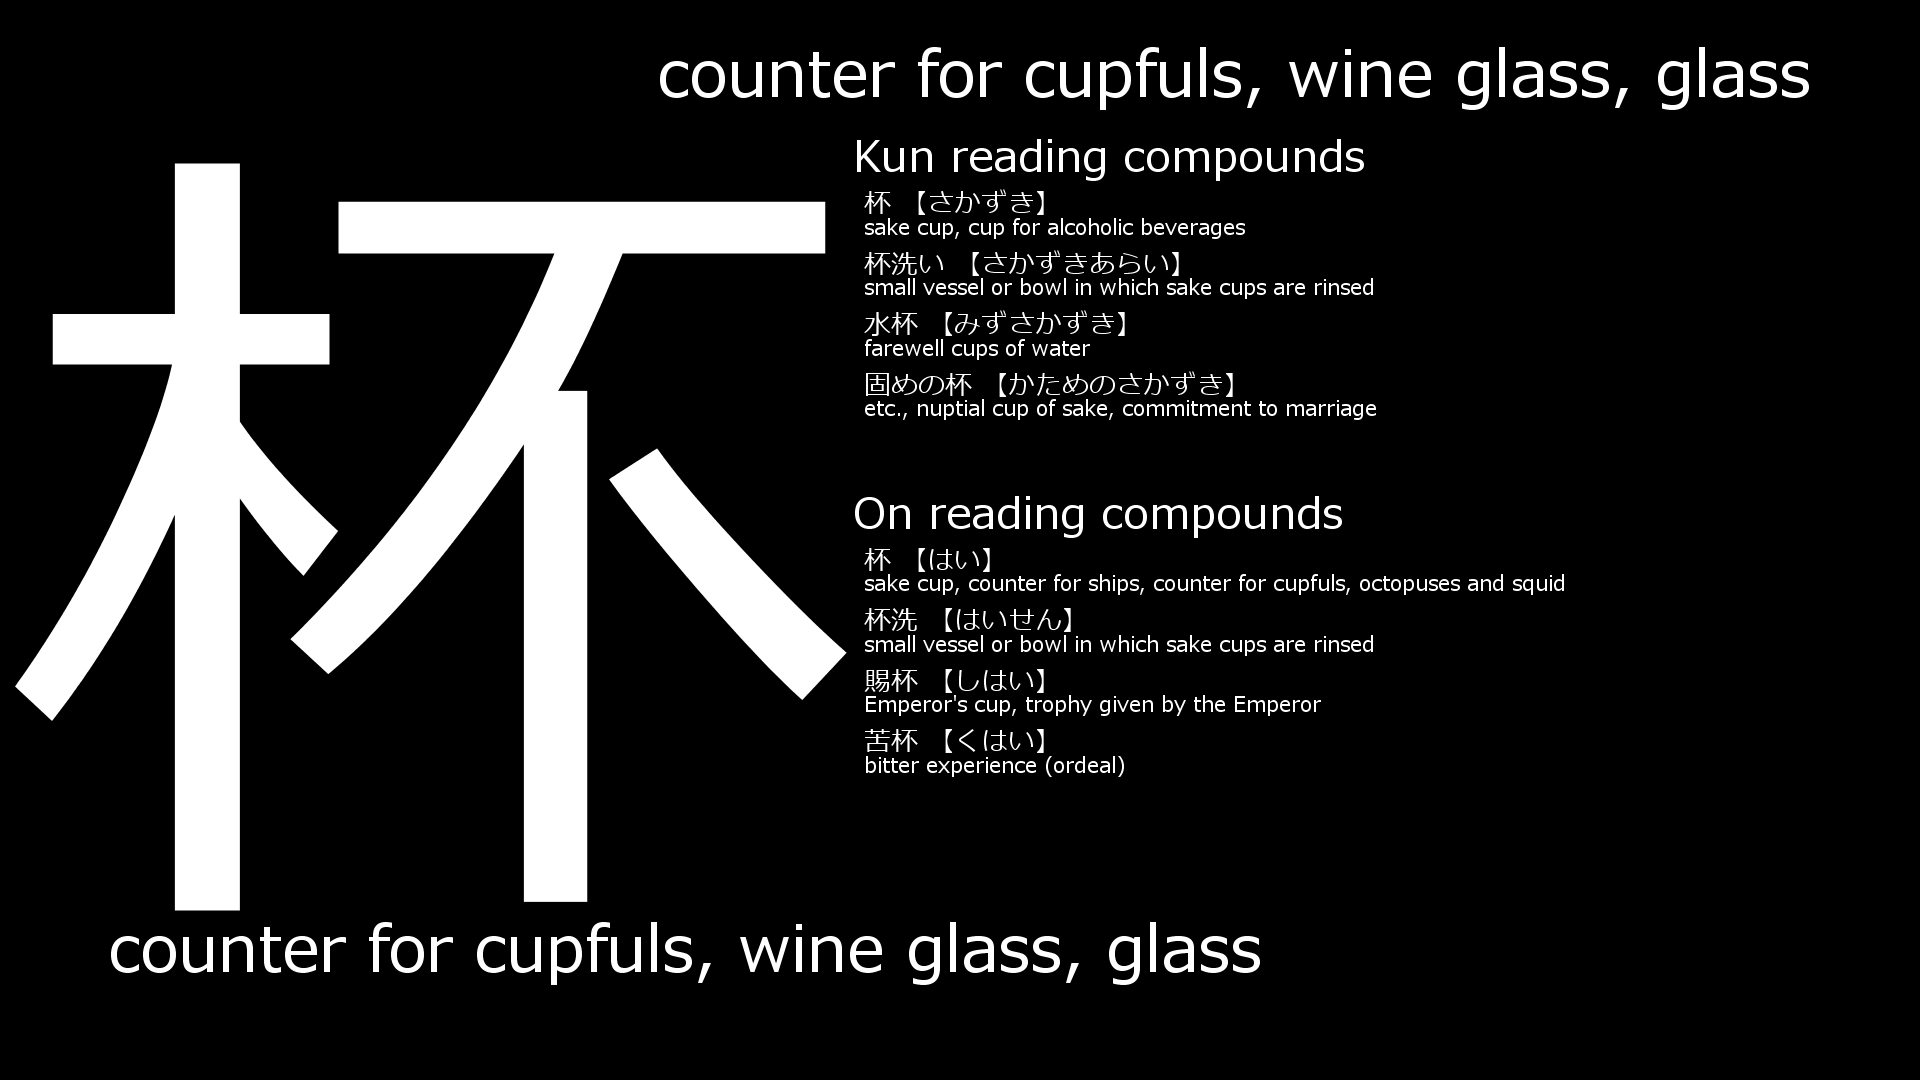 counter for cupfuls, wine glass, glass
杯
Kun reading compounds
杯 【さかずき】
sake cup, cup for alcoholic beverages
杯洗い 【さかずきあらい】
small vessel or bowl in which sake cups are rinsed
水杯 【みずさかずき】
farewell cups of water
固めの杯 【かためのさかずき】
etc., nuptial cup of sake, commitment to marriage
On reading compounds
杯 【はい】
sake cup, counter for ships, counter for cupfuls, octopuses and squid
杯洗 【はいせん】
small vessel or bowl in which sake cups are rinsed
賜杯 【しはい】
Emperor's cup, trophy given by the Emperor
苦杯 【くはい】
bitter experience (ordeal)
counter for cupfuls, wine glass, glass